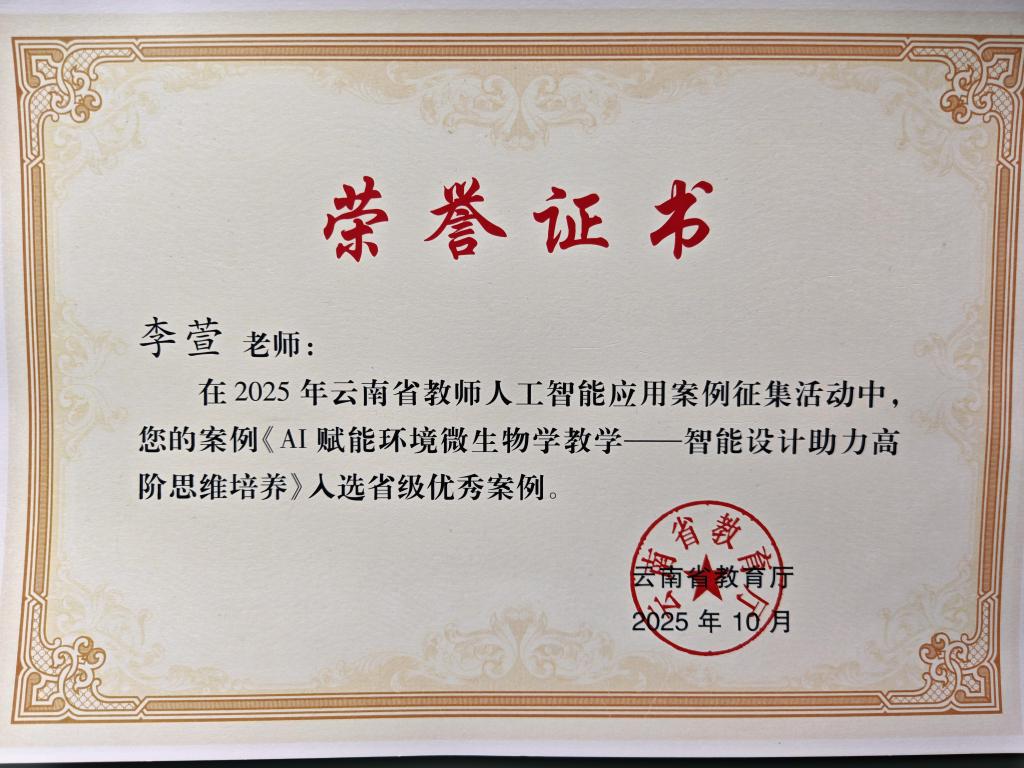 荣誉证书
李萱 老师：
在 2025 年云南省教师人工智能应用案例征集活动中，
您的案例《AI 赋能环境微生物学教学——智能设计助力高
阶思维培养》入选省级优秀案例。
云南省教育厅
云南省教育厅
2025 年 10 月